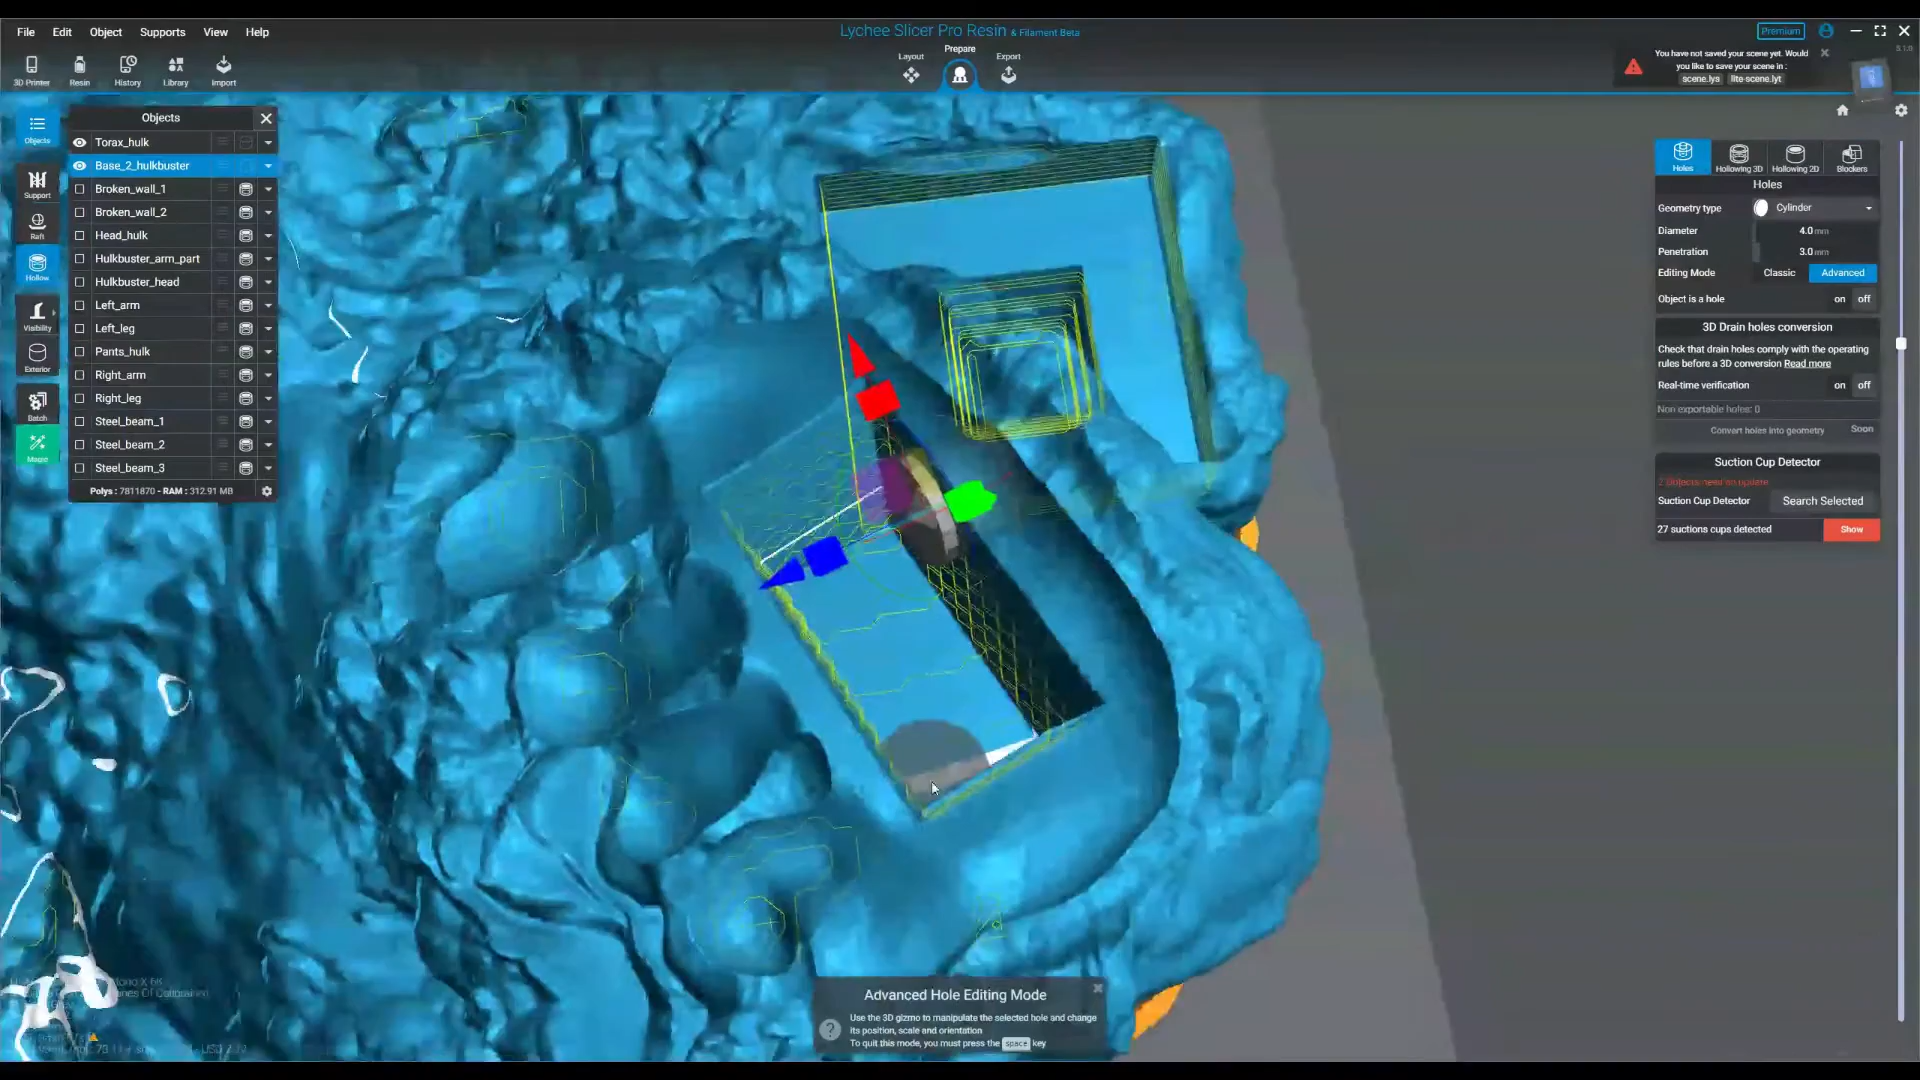 File Edit Object Supports View Help
Lychee Slicer Pro Resin & Filament Beta
Premium
3D Printer Resin History Library Import
Layout Prepare Export
You have not saved your scene yet. Would
you like to save your scene in :
scene.lys lite-scene.lyt
Objects
Support
Raft
Hollow
Visibility
Exterior
Batch
Magic
Objects
Torax_hulk
Base_2_hulkbuster
Broken_wall_1
Broken_wall_2
Head_hulk
Hulkbuster_arm_part
Hulkbuster_head
Left_arm
Left_leg
Pants_hulk
Right_arm
Right_leg
Steel_beam_1
Steel_beam_2
Steel_beam_3
Polys : 7811870 - RAM : 312.91 MB
Holes Hollowing 3D Hollowing 2D Blockers
Holes
Geometry type Cylinder
Diameter 4.0 mm
Penetration 3.0 mm
Editing Mode Classic Advanced
Object is a hole on off
3D Drain holes conversion
Check that drain holes comply with the operating
rules before a 3D conversion Read more
Real-time verification on off
Non exportable holes: 0
Convert holes into geometry Soon
Suction Cup Detector
2 Objects need an update
Suction Cup Detector Search Selected
27 suctions cups detected Show
Advanced Hole Editing Mode
Use the 3D gizmo to manipulate the selected hole and change
its position, scale and orientation
To quit this mode, you must press the space key